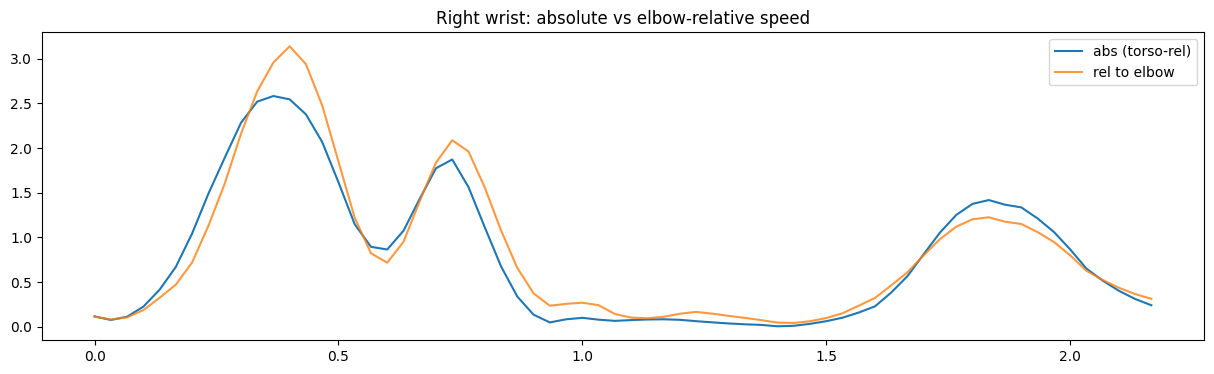 Right wrist: absolute vs elbow-relative speed
abs (torso-rel)
rel to elbow
3.0
2.5
2.0
1.5
1.0
0.5
0.0
0.0 0.5 1.0 1.5 2.0